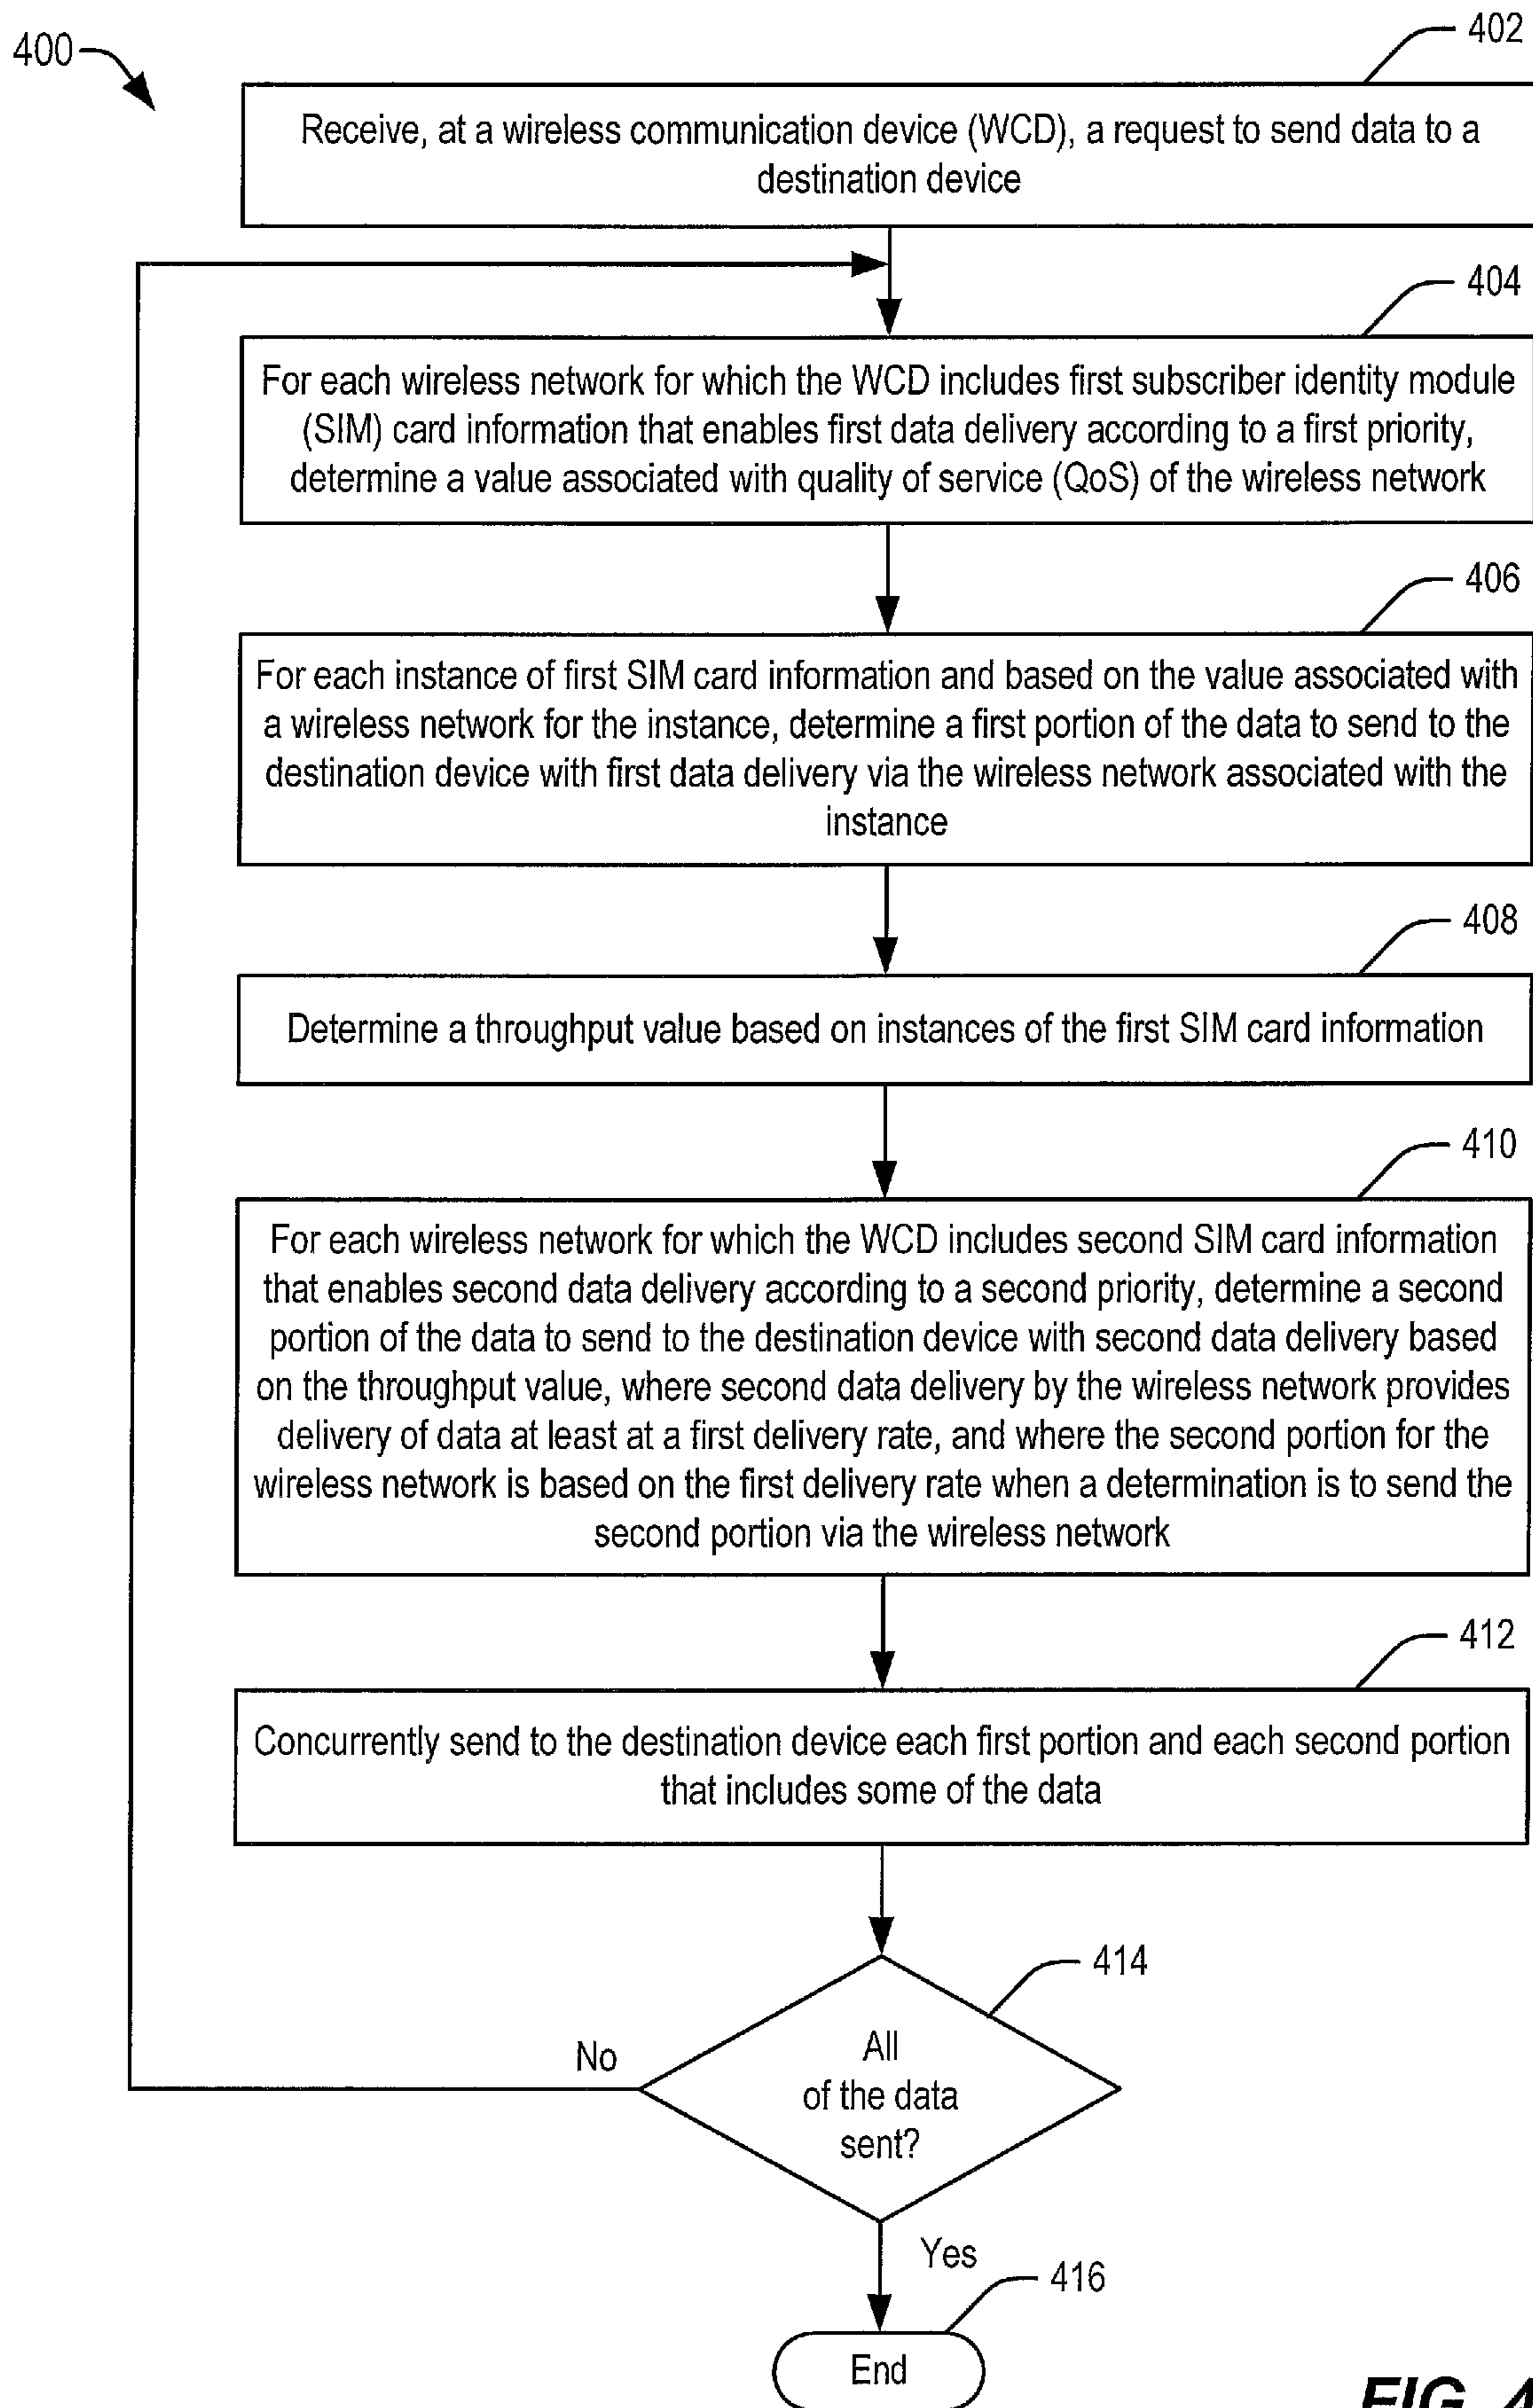 400
402
Receive, at a wireless communication device (WCD), a request to send data to a
destination device
404
For each wireless network for which the WCD includes first subscriber identity module
(SIM) card information that enables first data delivery according to a first priority,
determine a value associated with quality of service (QoS) of the wireless network
406
For each instance of first SIM card information and based on the value associated with
a wireless network for the instance, determine a first portion of the data to send to the
destination device with first data delivery via the wireless network associated with the
instance
408
Determine a throughput value based on instances of the first SIM card information
410
For each wireless network for which the WCD includes second SIM card information
that enables second data delivery according to a second priority, determine a second
portion of the data to send to the destination device with second data delivery based
on the throughput value, where second data delivery by the wireless network provides
delivery of data at least at a first delivery rate, and where the second portion for the
wireless network is based on the first delivery rate when a determination is to send the
second portion via the wireless network
412
Concurrently send to the destination device each first portion and each second portion
that includes some of the data
414
No
All
of the data
sent?
Yes
416
End
FIG. 4